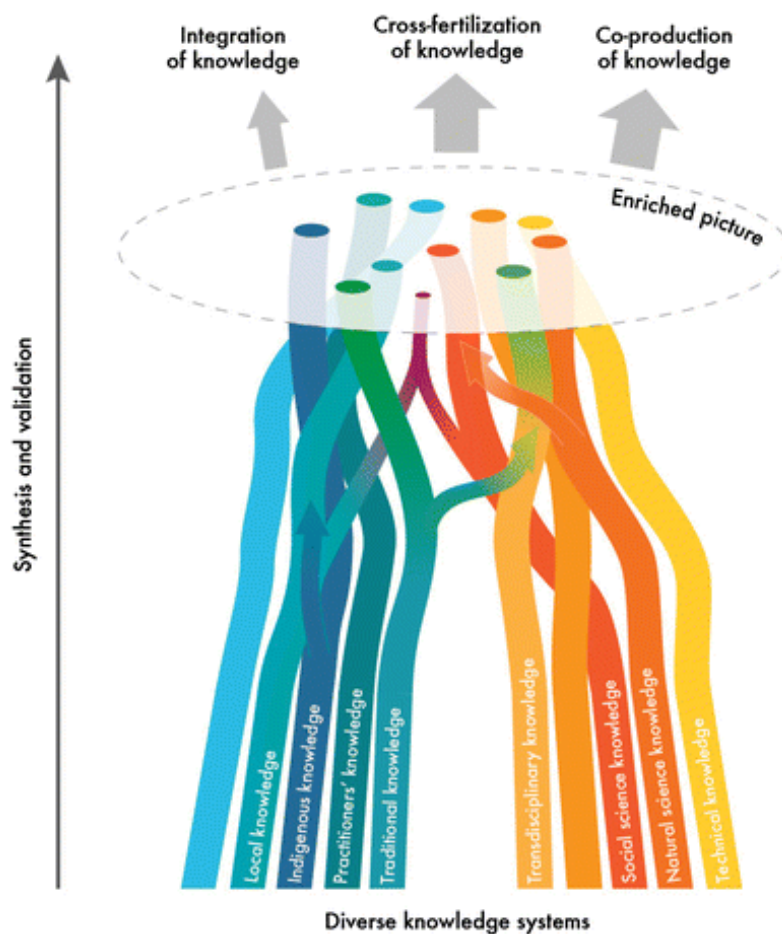 Integration
of knowledge
Cross-fertilization
of knowledge
Co-production
of knowledge
Enriched picture
Synthesis and validation
Local knowledge
Indigenous knowledge
Practitioners' knowledge
Traditional knowledge
Transdisciplinary knowledge
Social science knowledge
Natural science knowledge
Technical knowledge
Diverse knowledge systems